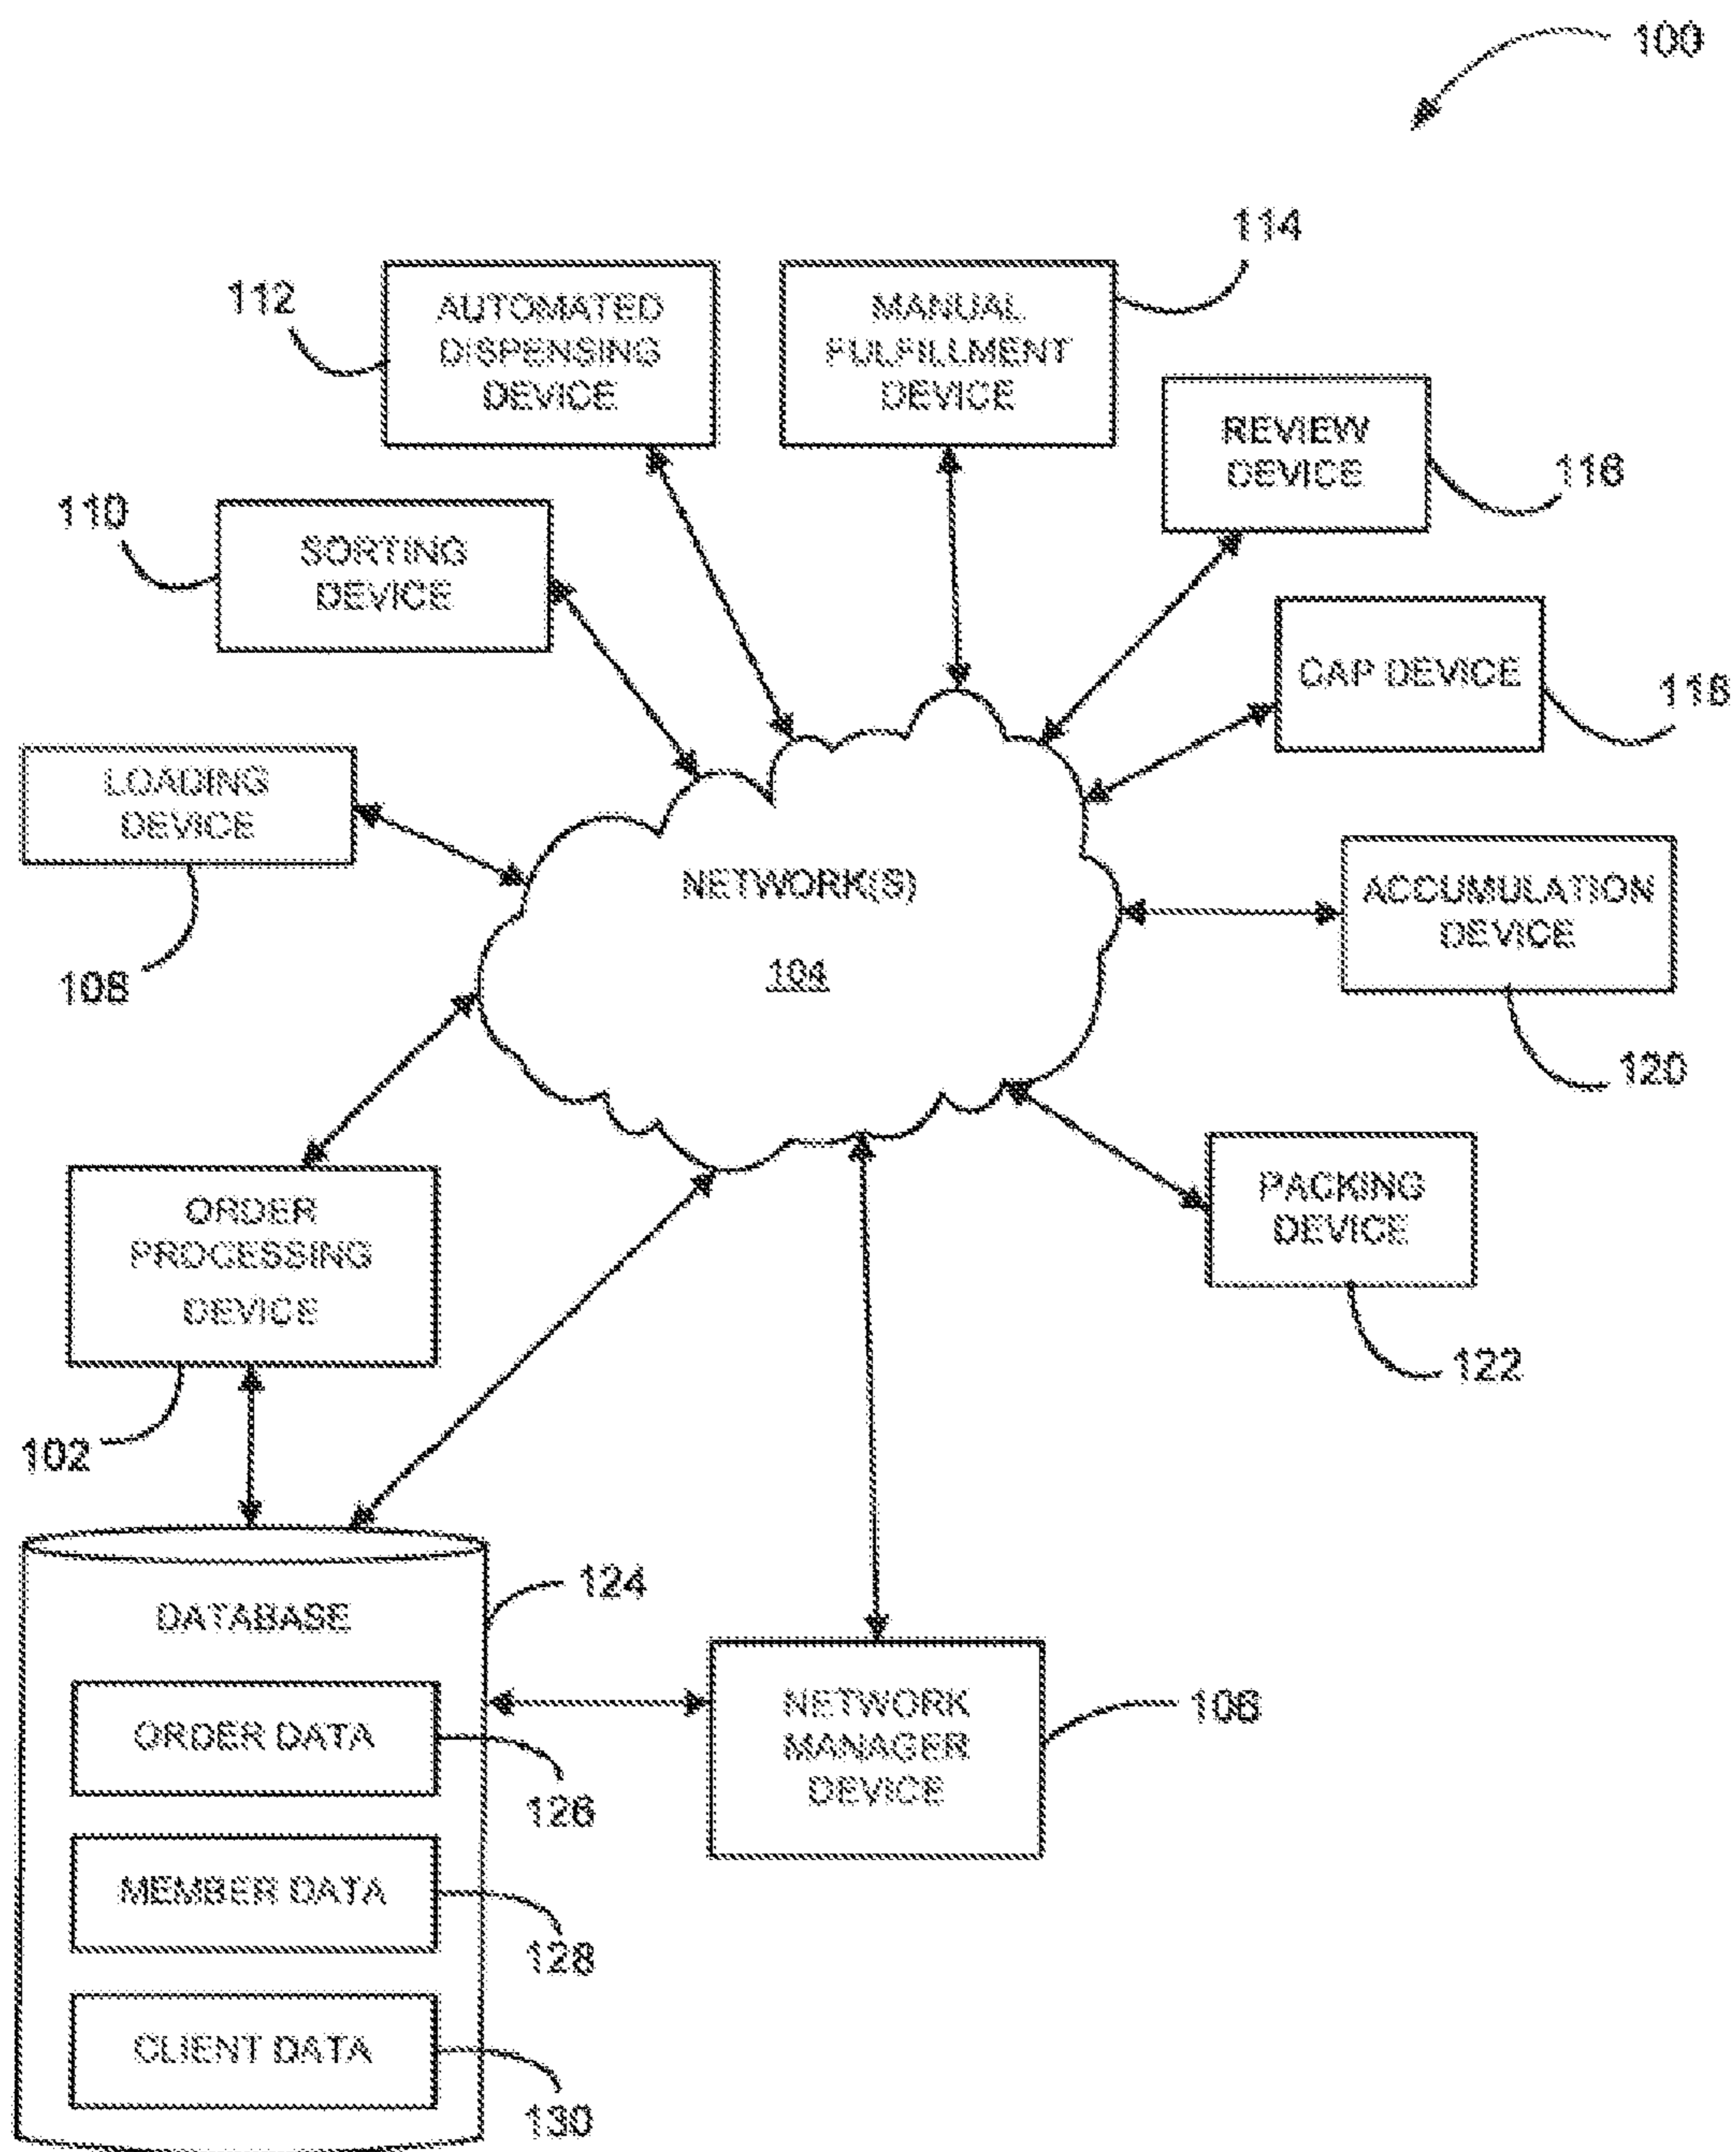 100
114
112
AUTOMATED
DISPENSING
DEVICE
MANUAL
FULFILLMENT
DEVICE
REVIEW
DEVICE
116
110
SORTING
DEVICE
CAP DEVICE
118
LOADING
DEVICE
108
NETWORK(S)
104
ACCUMULATION
DEVICE
120
ORDER
PROCESSING
DEVICE
102
PACKING
DEVICE
122
DATABASE
124
ORDER DATA
126
MEMBER DATA
128
CLIENT DATA
130
NETWORK
MANAGER
DEVICE
106